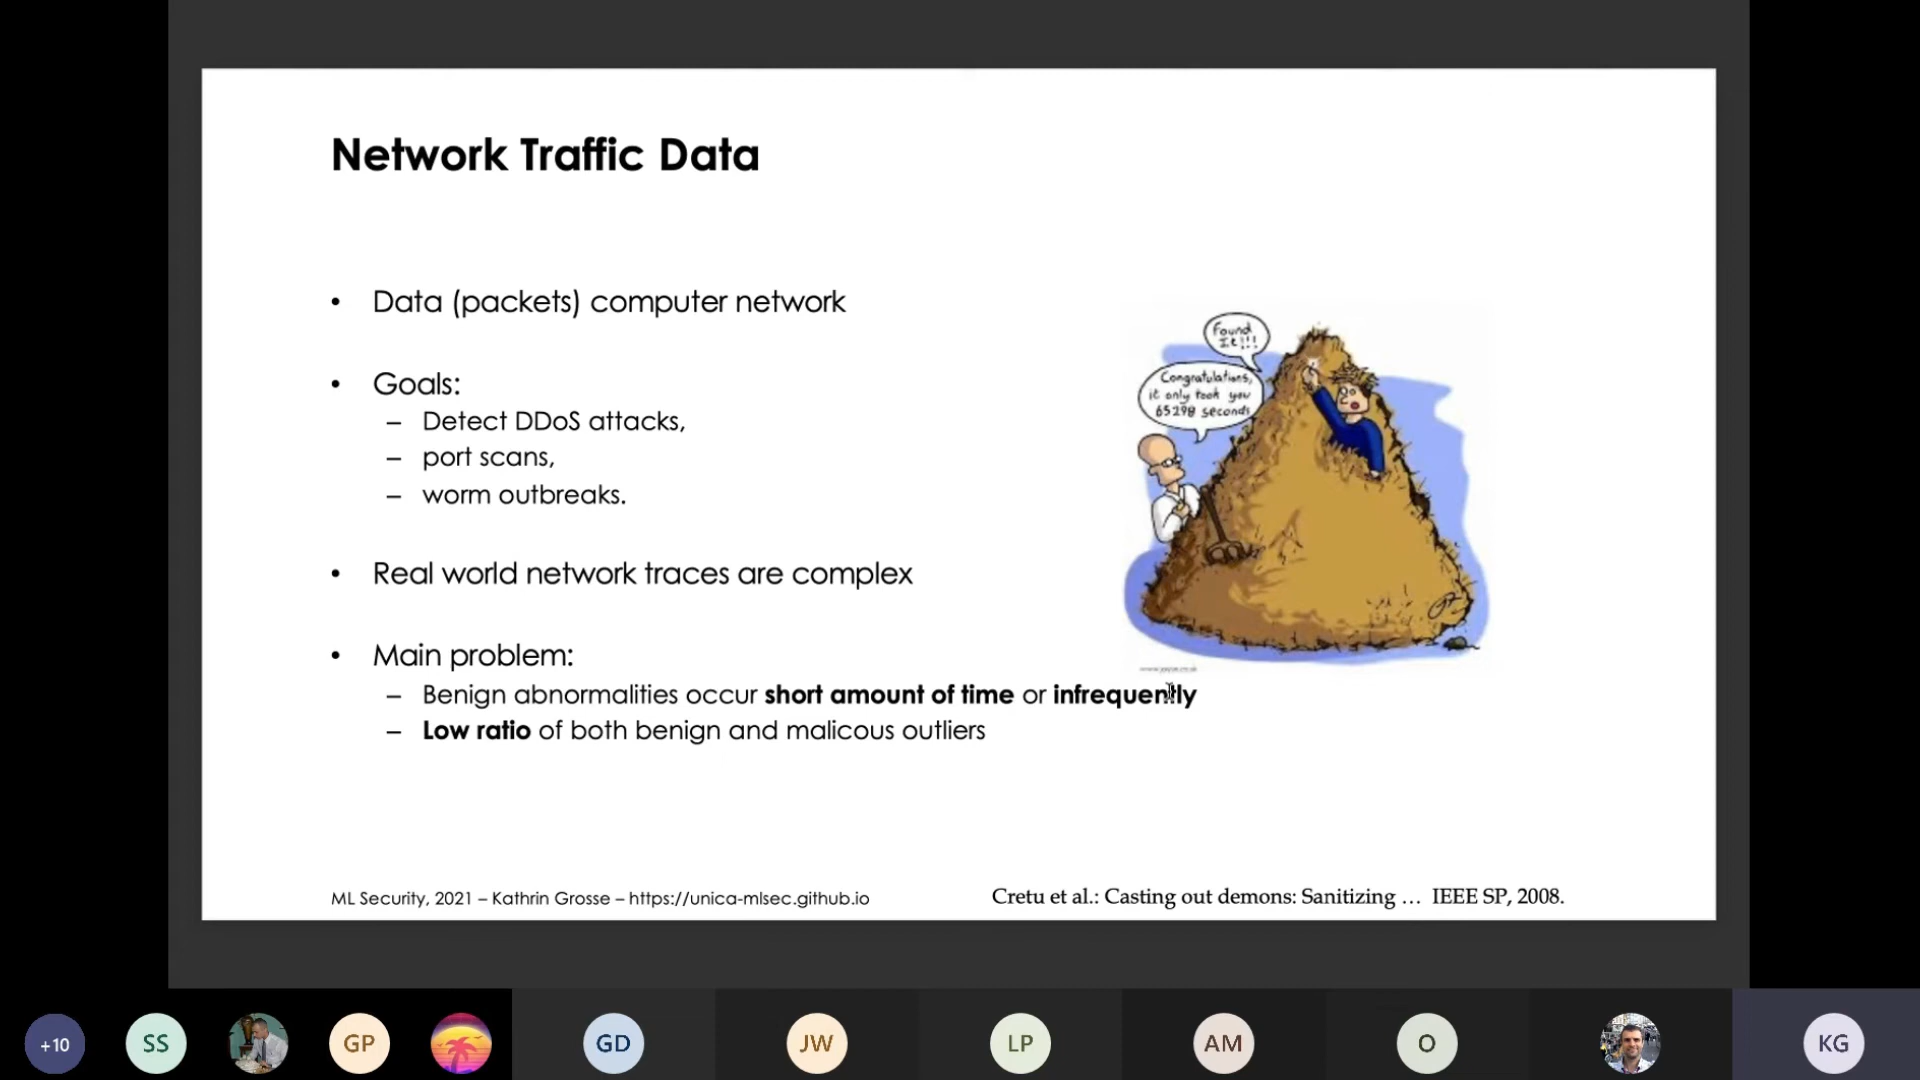 Network Traffic Data
• Data (packets) computer network
• Goals:
– Detect DDoS attacks,
– port scans,
– worm outbreaks.
• Real world network traces are complex
• Main problem:
– Benign abnormalities occur short amount of time or infrequently
– Low ratio of both benign and malicous outliers
Found
It!!!
Congratulations,
it only took you
65298 seconds
ML Security, 2021 – Kathrin Grosse – https://unica-mlsec.github.io
Cretu et al.: Casting out demons: Sanitizing … IEEE SP, 2008.
+10
SS
GP
GD
JW
LP
AM
O
KG